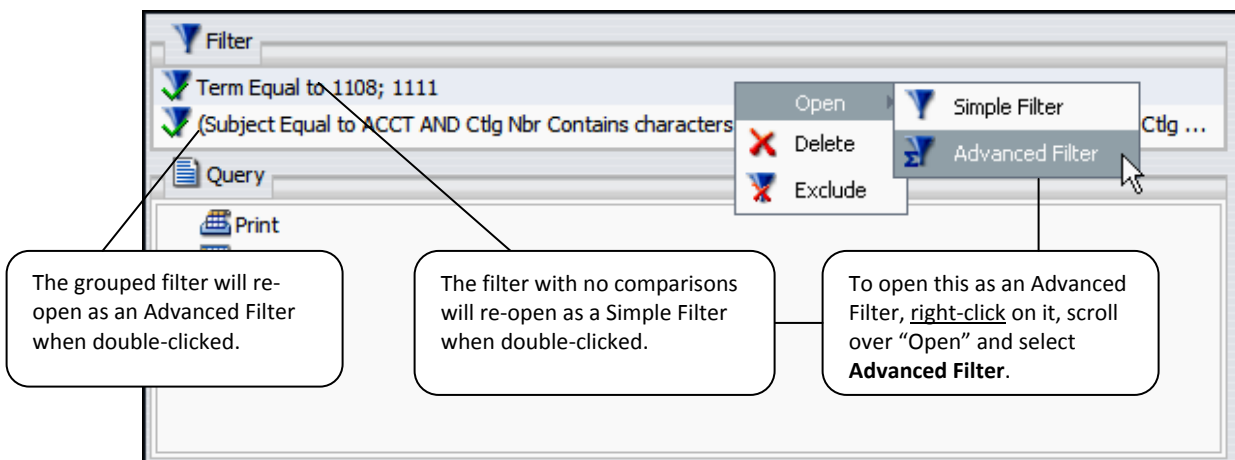 Filter
Term Equal to 1108; 1111
(Subject Equal to ACCT AND Ctlg Nbr Contains characters
Ctlg ...
Open
Delete
Exclude
Simple Filter
Advanced Filter
Query
Print
The grouped filter will re-
open as an Advanced Filter
when double-clicked.
The filter with no comparisons
will re-open as a Simple Filter
when double-clicked.
To open this as an Advanced
Filter, right-click on it, scroll
over “Open” and select
Advanced Filter.